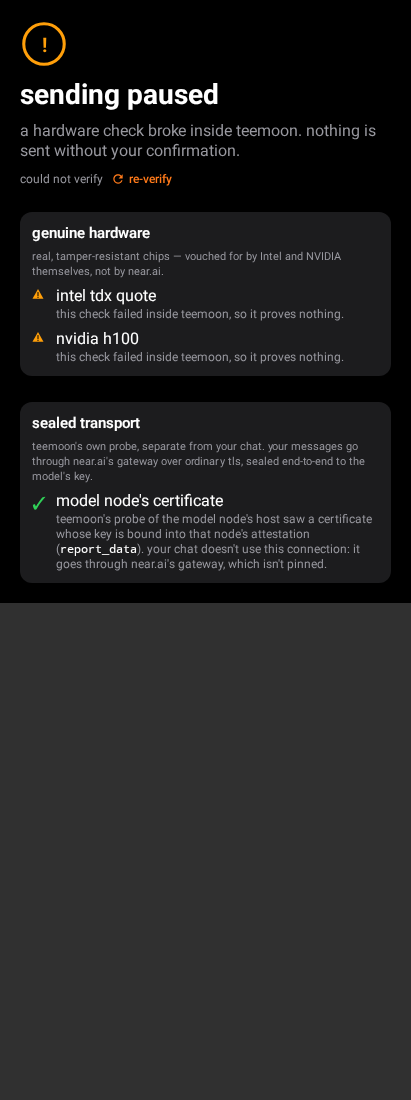 !
sending paused
a hardware check broke inside teemoon. nothing is
sent without your confirmation.
could not verify re-verify
genuine hardware
real, tamper-resistant chips — vouched for by Intel and NVIDIA
themselves, not by near.ai.
intel tdx quote
this check failed inside teemoon, so it proves nothing.
nvidia h100
this check failed inside teemoon, so it proves nothing.
sealed transport
teemoon's own probe, separate from your chat. your messages go
through near.ai's gateway over ordinary tls, sealed end-to-end to the
model's key.
✓ model node's certificate
teemoon's probe of the model node's host saw a certificate
whose key is bound into that node's attestation
(report_data). your chat doesn't use this connection: it
goes through near.ai's gateway, which isn't pinned.